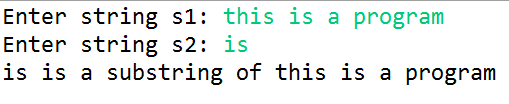 Enter string s1: this is a program
Enter string s2: is
is is a substring of this is a program